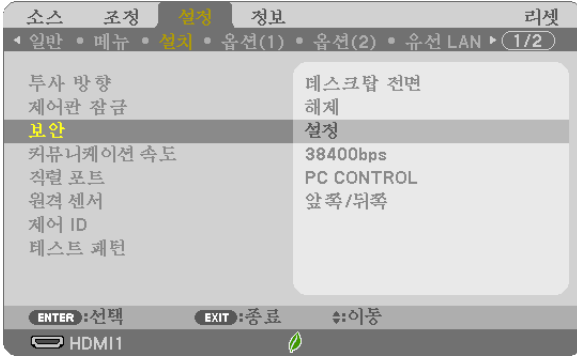 소스 조정 설정 정보 리셋
◀ 일반 • 메뉴 • 설치 • 옵션(1) • 옵션(2) • 유선 LAN ▶ 1/2
투사 방향 데스크탑 전면
제어판 잠금 해제
보안 설정
커뮤니케이션 속도 38400bps
직렬 포트 PC CONTROL
원격 센서 앞쪽/뒤쪽
제어 ID
테스트 패턴
ENTER :선택 EXIT :종료 ♦:이동
HDMI1